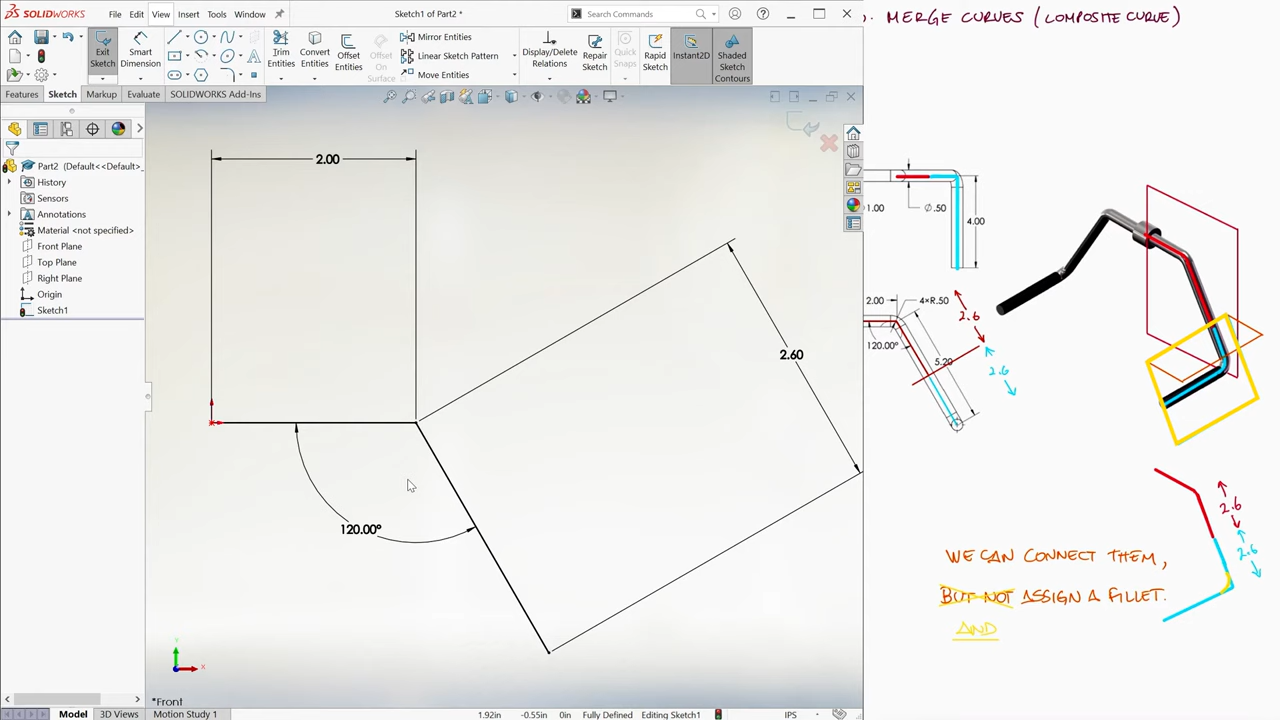 SOLIDWORKS
File
Edit
View
Insert
Tools
Window
Sketch1 of Part2 *
Search Commands
MERGE CURVES (COMPOSITE CURVE)
Exit Sketch
Smart Dimension
Trim Entities
Convert Entities
Offset Entities
Offset On Surface
Mirror Entities
Linear Sketch Pattern
Move Entities
Display/Delete Relations
Repair Sketch
Quick Snaps
Rapid Sketch
Instant2D
Shaded Sketch Contours
Features
Sketch
Markup
Evaluate
SOLIDWORKS Add-Ins
Part2 (Default<<Default>
History
Sensors
Annotations
Material <not specified>
Front Plane
Top Plane
Right Plane
Origin
Sketch1
2.00
2.60
120.00°
Ø1.00
Ø.50
4.00
2.00
4×R.50
120.00°
5.20
2.6
2.6
2.6
2.6
WE CAN CONNECT THEM,
BUT NOT ASSIGN A FILLET.
AND
Y
X
*Front
Model
3D Views
Motion Study 1
1.92in
-0.55in
0in
Fully Defined
Editing Sketch1
IPS